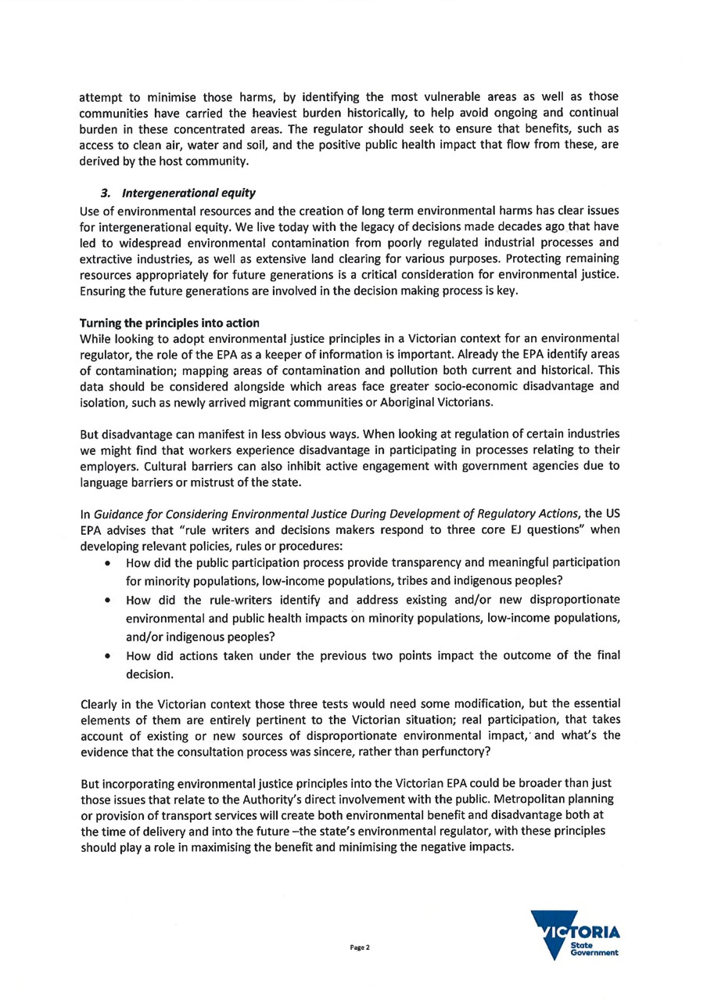 attempt to minimise those harms, by identifying the most vulnerable areas as well as those
communities have carried the heaviest burden historically, to help avoid ongoing and continual
burden in these concentrated areas. The regulator should seek to ensure that benefits, such as
access to clean air, water and soil, and the positive public health impact that flow from these, are
derived by the host community.
3. Intergenerational equity
Use of environmental resources and the creation of long term environmental harms has clear issues
for intergenerational equity. We live today with the legacy of decisions made decades ago that have
led to widespread environmental contamination from poorly regulated industrial processes and
extractive industries, as well as extensive land clearing for various purposes. Protecting remaining
resources appropriately for future generations is a critical consideration for environmental justice.
Ensuring the future generations are involved in the decision making process is key.
Turning the principles into action
While looking to adopt environmental justice principles in a Victorian context for an environmental
regulator, the role of the EPA as a keeper of information is important. Already the EPA identify areas
of contamination; mapping areas of contamination and pollution both current and historical. This
data should be considered alongside which areas face greater socio-economic disadvantage and
isolation, such as newly arrived migrant communities or Aboriginal Victorians.
But disadvantage can manifest in less obvious ways. When looking at regulation of certain industries
we might find that workers experience disadvantage in participating in processes relating to their
employers. Cultural barriers can also inhibit active engagement with government agencies due to
language barriers or mistrust of the state.
In Guidance for Considering Environmental Justice During Development of Regulatory Actions, the US
EPA advises that “rule writers and decisions makers respond to three core EJ questions” when
developing relevant policies, rules or procedures:
• How did the public participation process provide transparency and meaningful participation
for minority populations, low-income populations, tribes and indigenous peoples?
• How did the rule-writers identify and address existing and/or new disproportionate
environmental and public health impacts on minority populations, low-income populations,
and/or indigenous peoples?
• How did actions taken under the previous two points impact the outcome of the final
decision.
Clearly in the Victorian context those three tests would need some modification, but the essential
elements of them are entirely pertinent to the Victorian situation; real participation, that takes
account of existing or new sources of disproportionate environmental impact, and what’s the
evidence that the consultation process was sincere, rather than perfunctory?
But incorporating environmental justice principles into the Victorian EPA could be broader than just
those issues that relate to the Authority’s direct involvement with the public. Metropolitan planning
or provision of transport services will create both environmental benefit and disadvantage both at
the time of delivery and into the future –the state’s environmental regulator, with these principles
should play a role in maximising the benefit and minimising the negative impacts.
Page 2
VICTORIA
State
Government